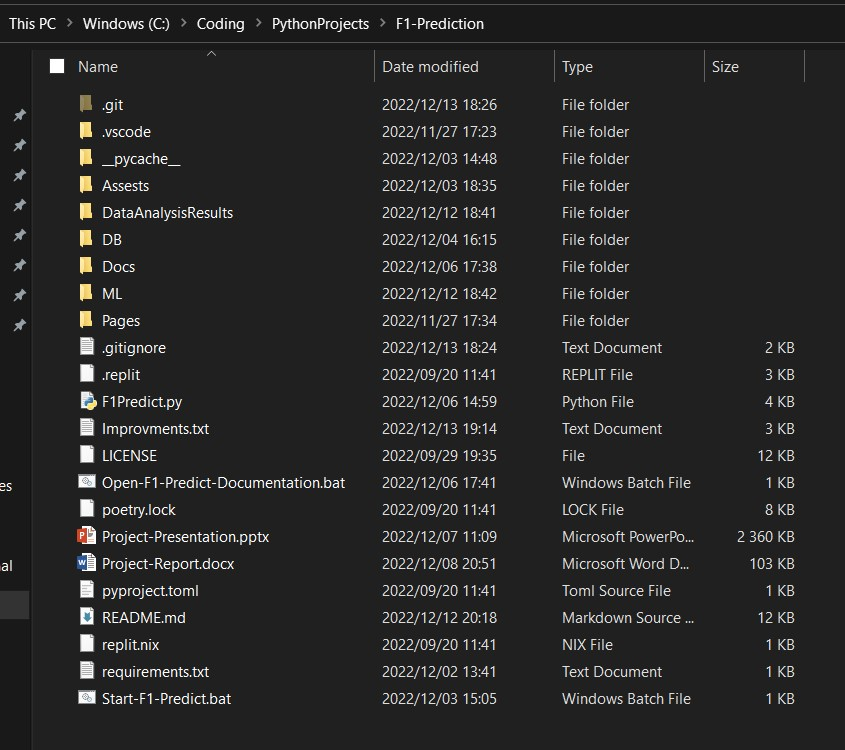 This PC > Windows (C:) > Coding > PythonProjects > F1-Prediction
Name Date modified Type Size
.git 2022/12/13 18:26 File folder
.vscode 2022/11/27 17:23 File folder
__pycache__ 2022/12/03 14:48 File folder
Assests 2022/12/03 18:35 File folder
DataAnalysisResults 2022/12/12 18:41 File folder
DB 2022/12/04 16:15 File folder
Docs 2022/12/06 17:38 File folder
ML 2022/12/12 18:42 File folder
Pages 2022/11/27 17:34 File folder
.gitignore 2022/12/13 18:24 Text Document 2 KB
.replit 2022/09/20 11:41 REPLIT File 3 KB
F1Predict.py 2022/12/06 14:59 Python File 4 KB
Improvments.txt 2022/12/13 19:14 Text Document 3 KB
LICENSE 2022/09/29 19:35 File 12 KB
es
Open-F1-Predict-Documentation.bat 2022/12/06 17:41 Windows Batch File 1 KB
poetry.lock 2022/09/20 11:41 LOCK File 8 KB
Project-Presentation.pptx 2022/12/07 11:09 Microsoft PowerPo... 2 360 KB
al
Project-Report.docx 2022/12/08 20:51 Microsoft Word D... 103 KB
pyproject.toml 2022/09/20 11:41 Toml Source File 1 KB
README.md 2022/12/12 20:18 Markdown Source ... 12 KB
replit.nix 2022/09/20 11:41 NIX File 1 KB
requirements.txt 2022/12/02 13:41 Text Document 1 KB
Start-F1-Predict.bat 2022/12/03 15:05 Windows Batch File 1 KB